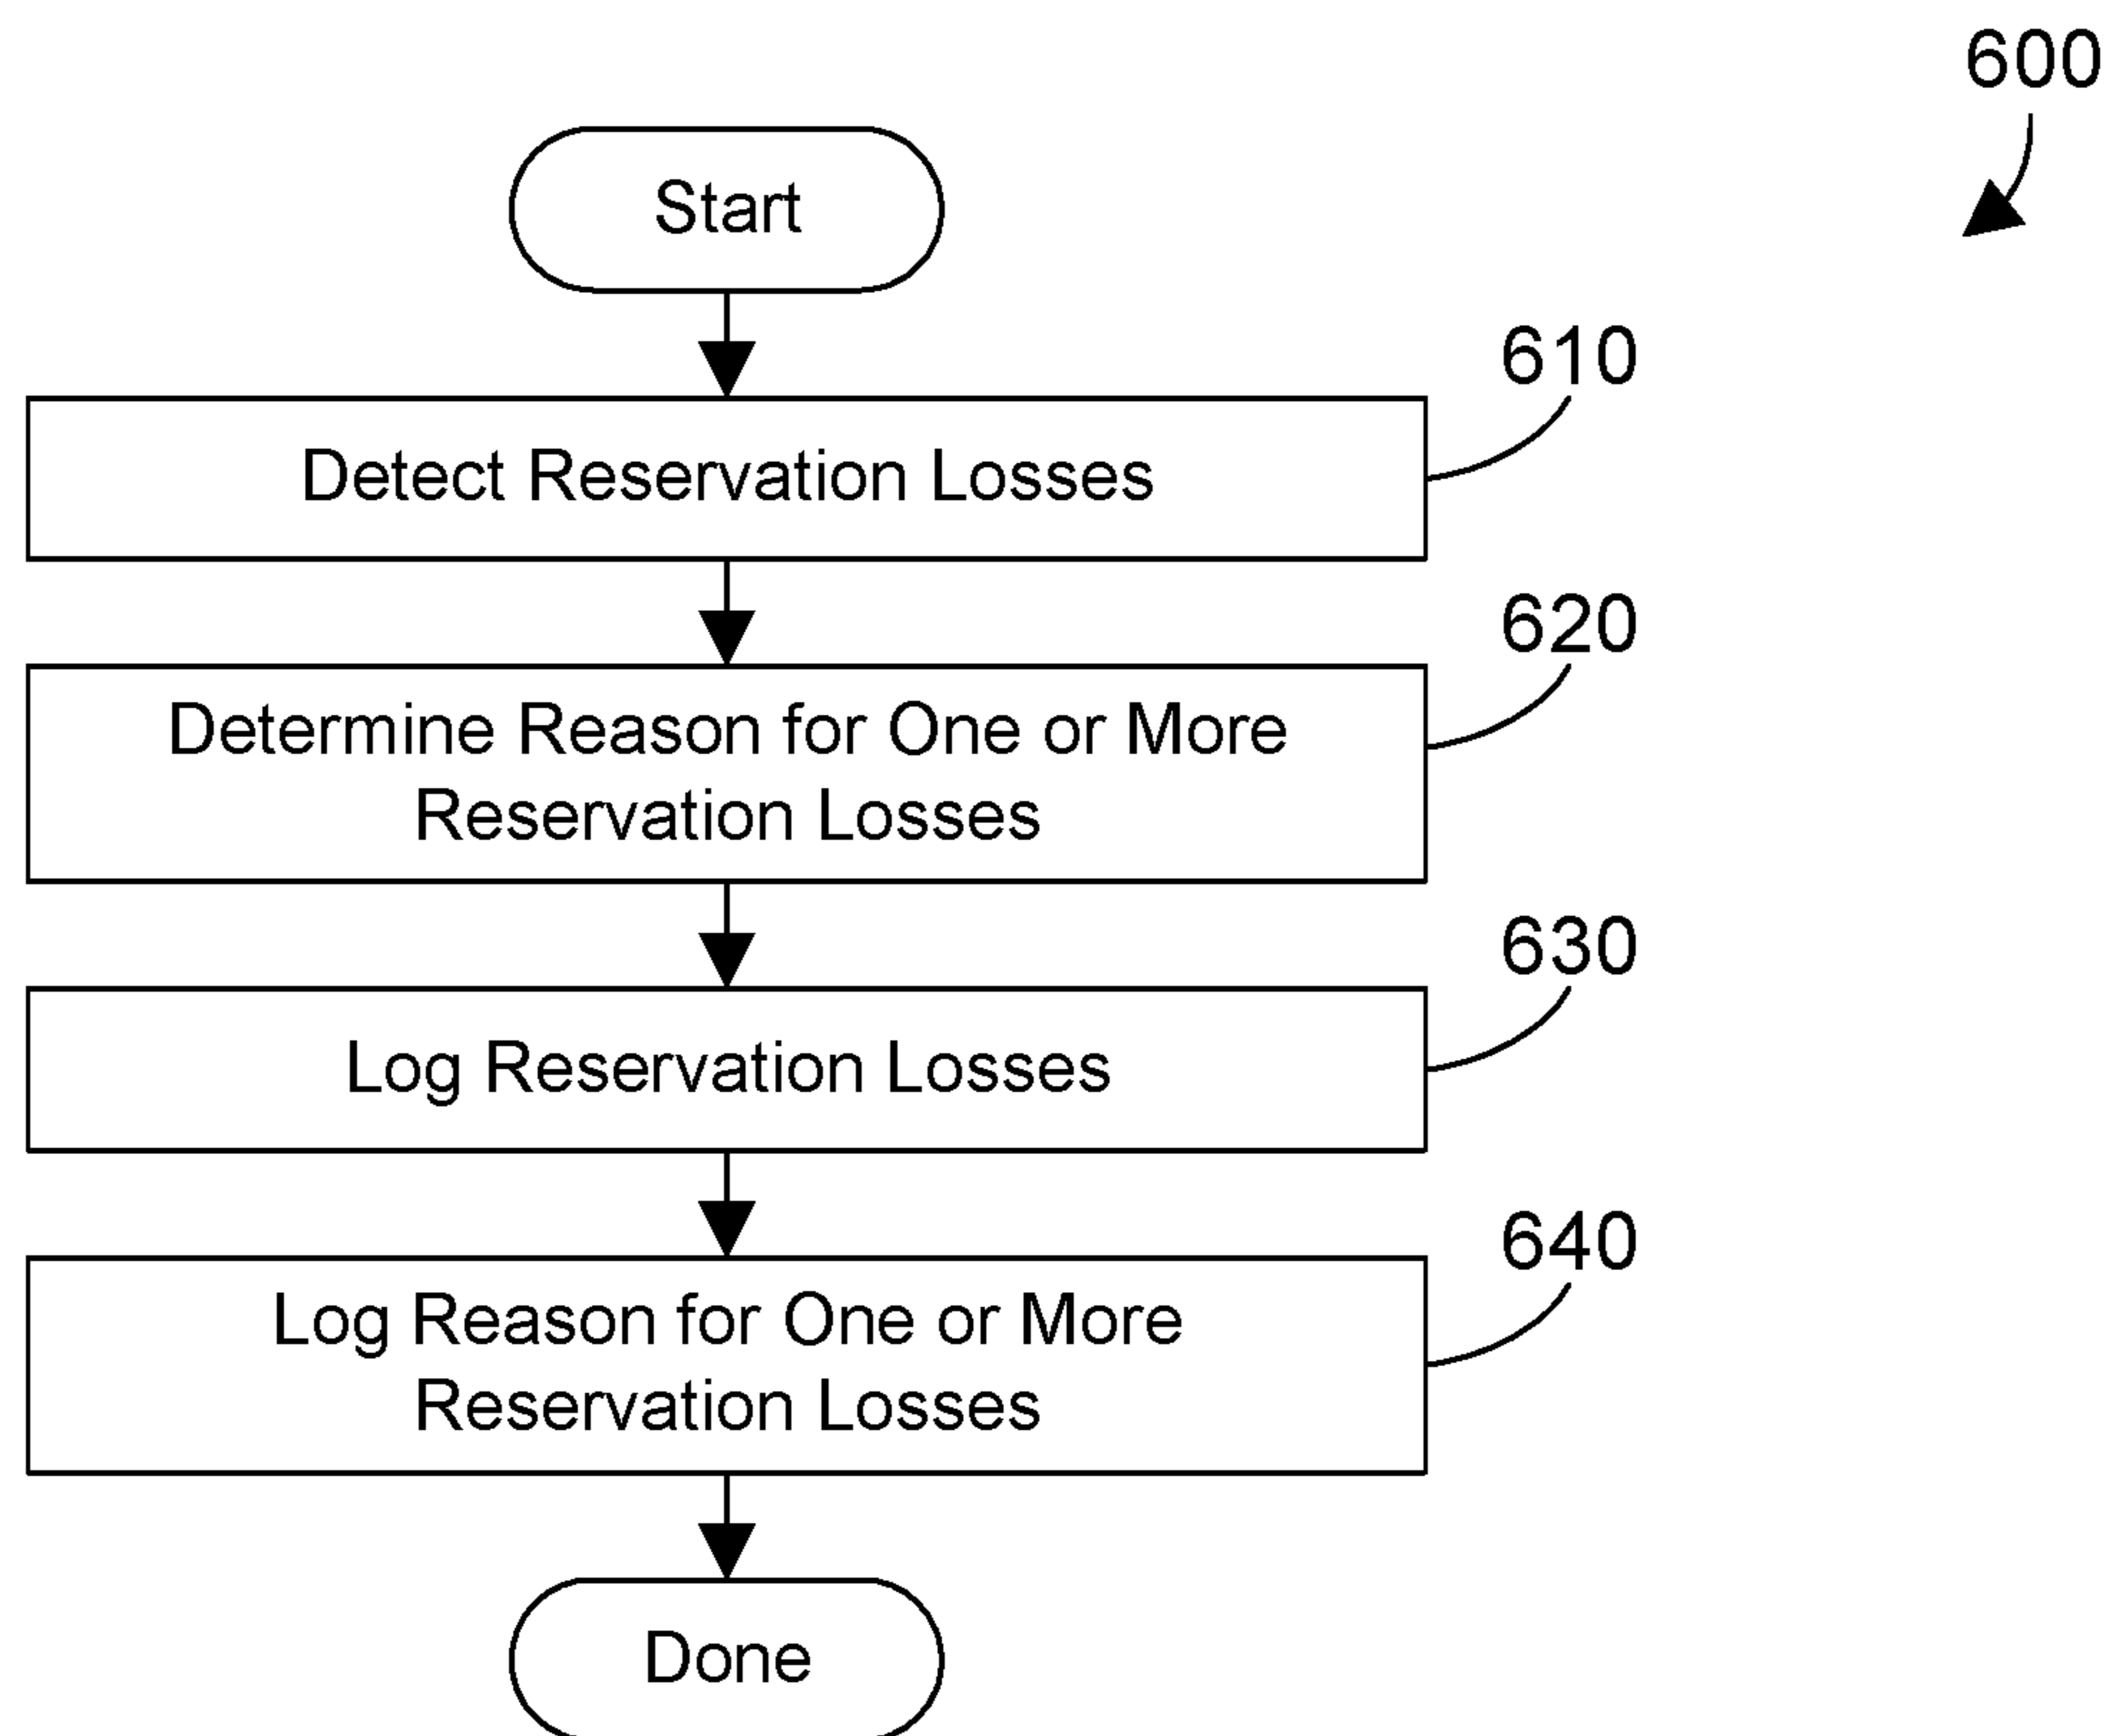 600
Start
610
Detect Reservation Losses
620
Determine Reason for One or More
Reservation Losses
630
Log Reservation Losses
640
Log Reason for One or More
Reservation Losses
Done